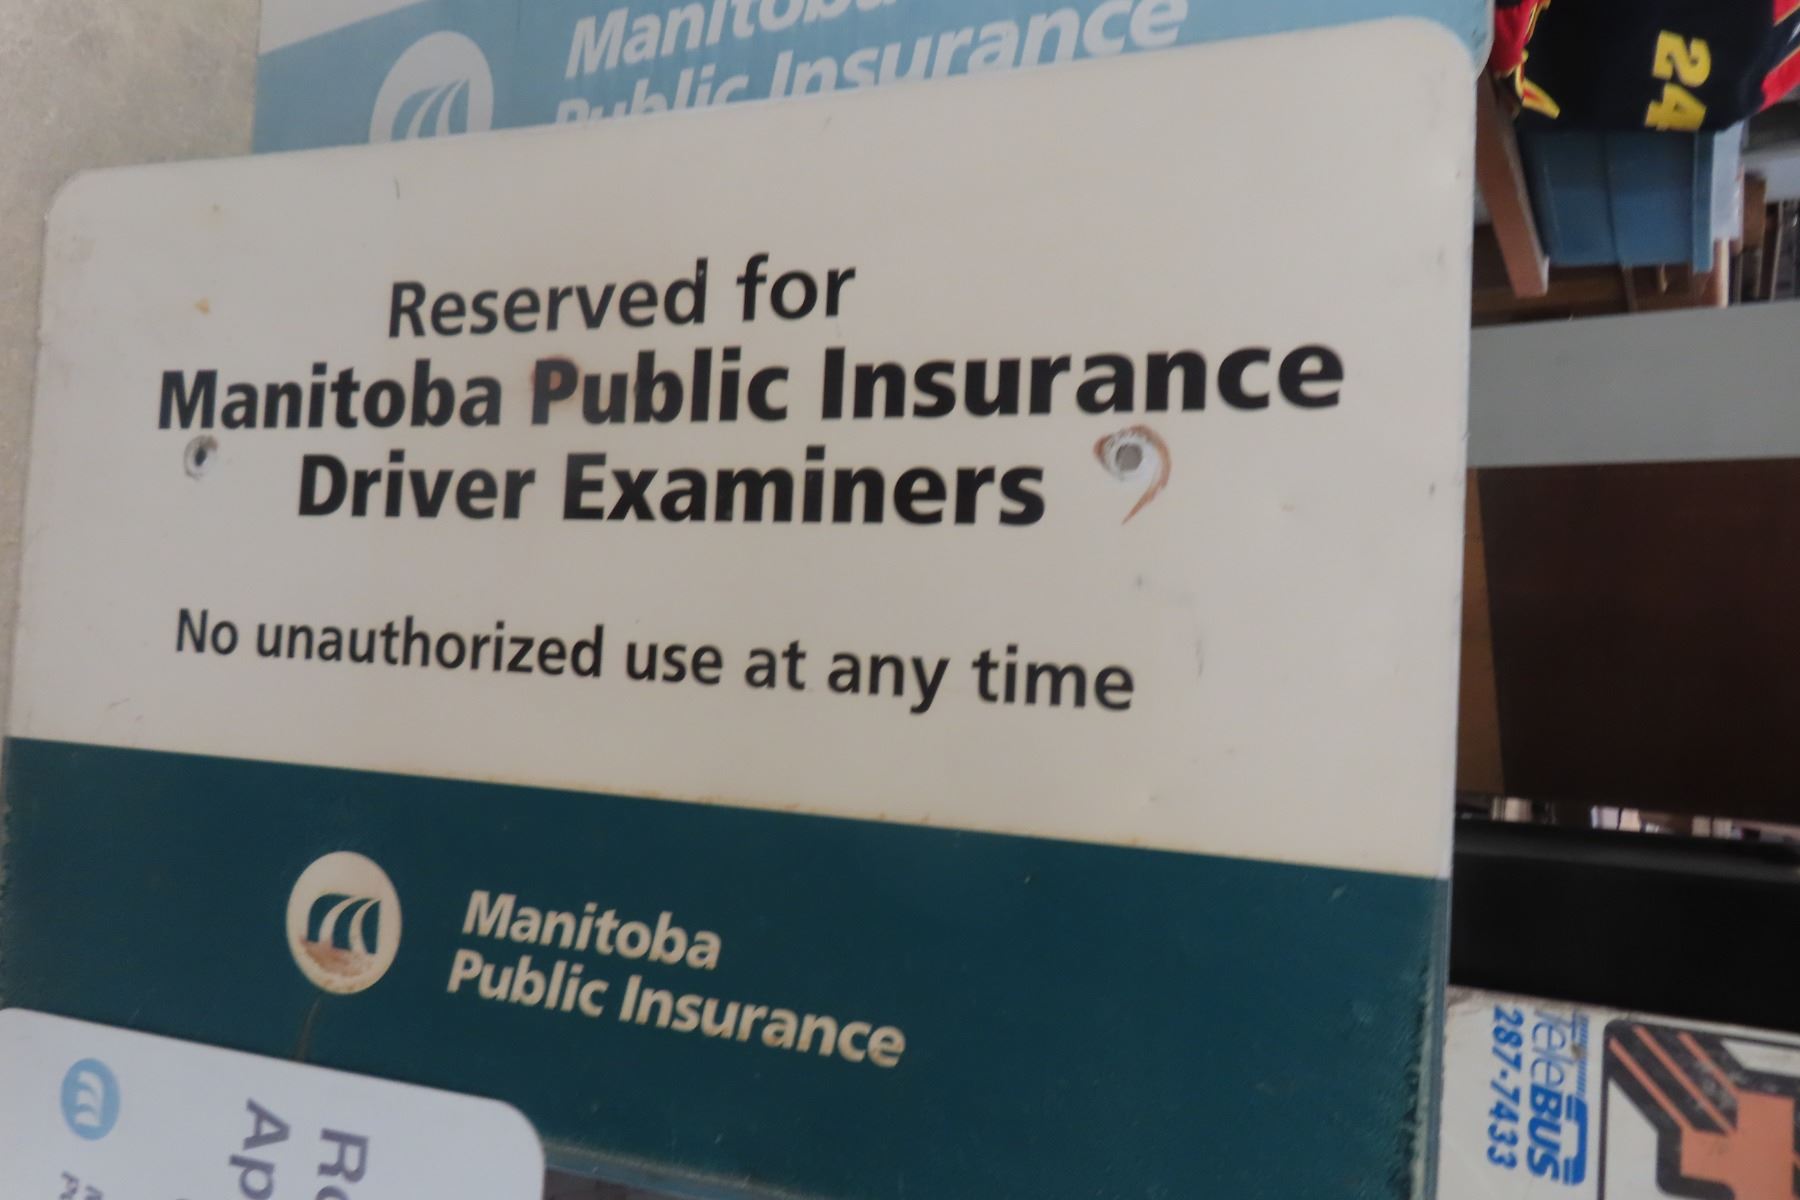 Manitoba
Public Insurance
Reserved for
Manitoba Public Insurance
Driver Examiners
No unauthorized use at any time
Manitoba
Public Insurance
24
TeleBUS
287-7433